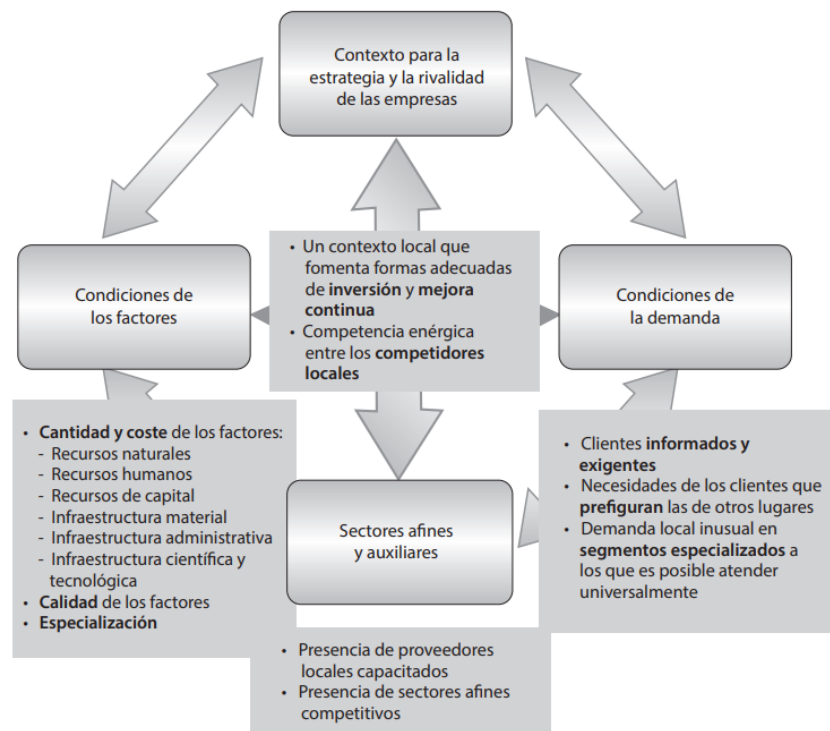 Contexto para la
estrategia y la rivalidad
de las empresas
Condiciones de
los factores
• Un contexto local que
fomenta formas adecuadas
de inversión y mejora
continua
• Competencia enérgica
entre los competidores
locales
Condiciones de
la demanda
• Cantidad y coste de los factores:
- Recursos naturales
- Recursos humanos
- Recursos de capital
- Infraestructura material
- Infraestructura administrativa
- Infraestructura científica y
tecnológica
• Calidad de los factores
• Especialización
Sectores afines
y auxiliares
• Clientes informados y
exigentes
• Necesidades de los clientes que
prefiguran las de otros lugares
• Demanda local inusual en
segmentos especializados a
los que es posible atender
universalmente
• Presencia de proveedores
locales capacitados
• Presencia de sectores afines
competitivos